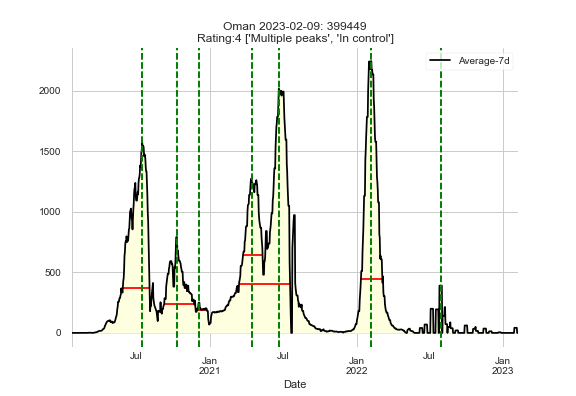 Oman 2023-02-09: 399449
Rating:4 ['Multiple peaks', 'In control']
Average-7d
2000
1500
1000
500
0
Jul
Jan
2021
Jul
Jan
2022
Jul
Jan
2023
Date